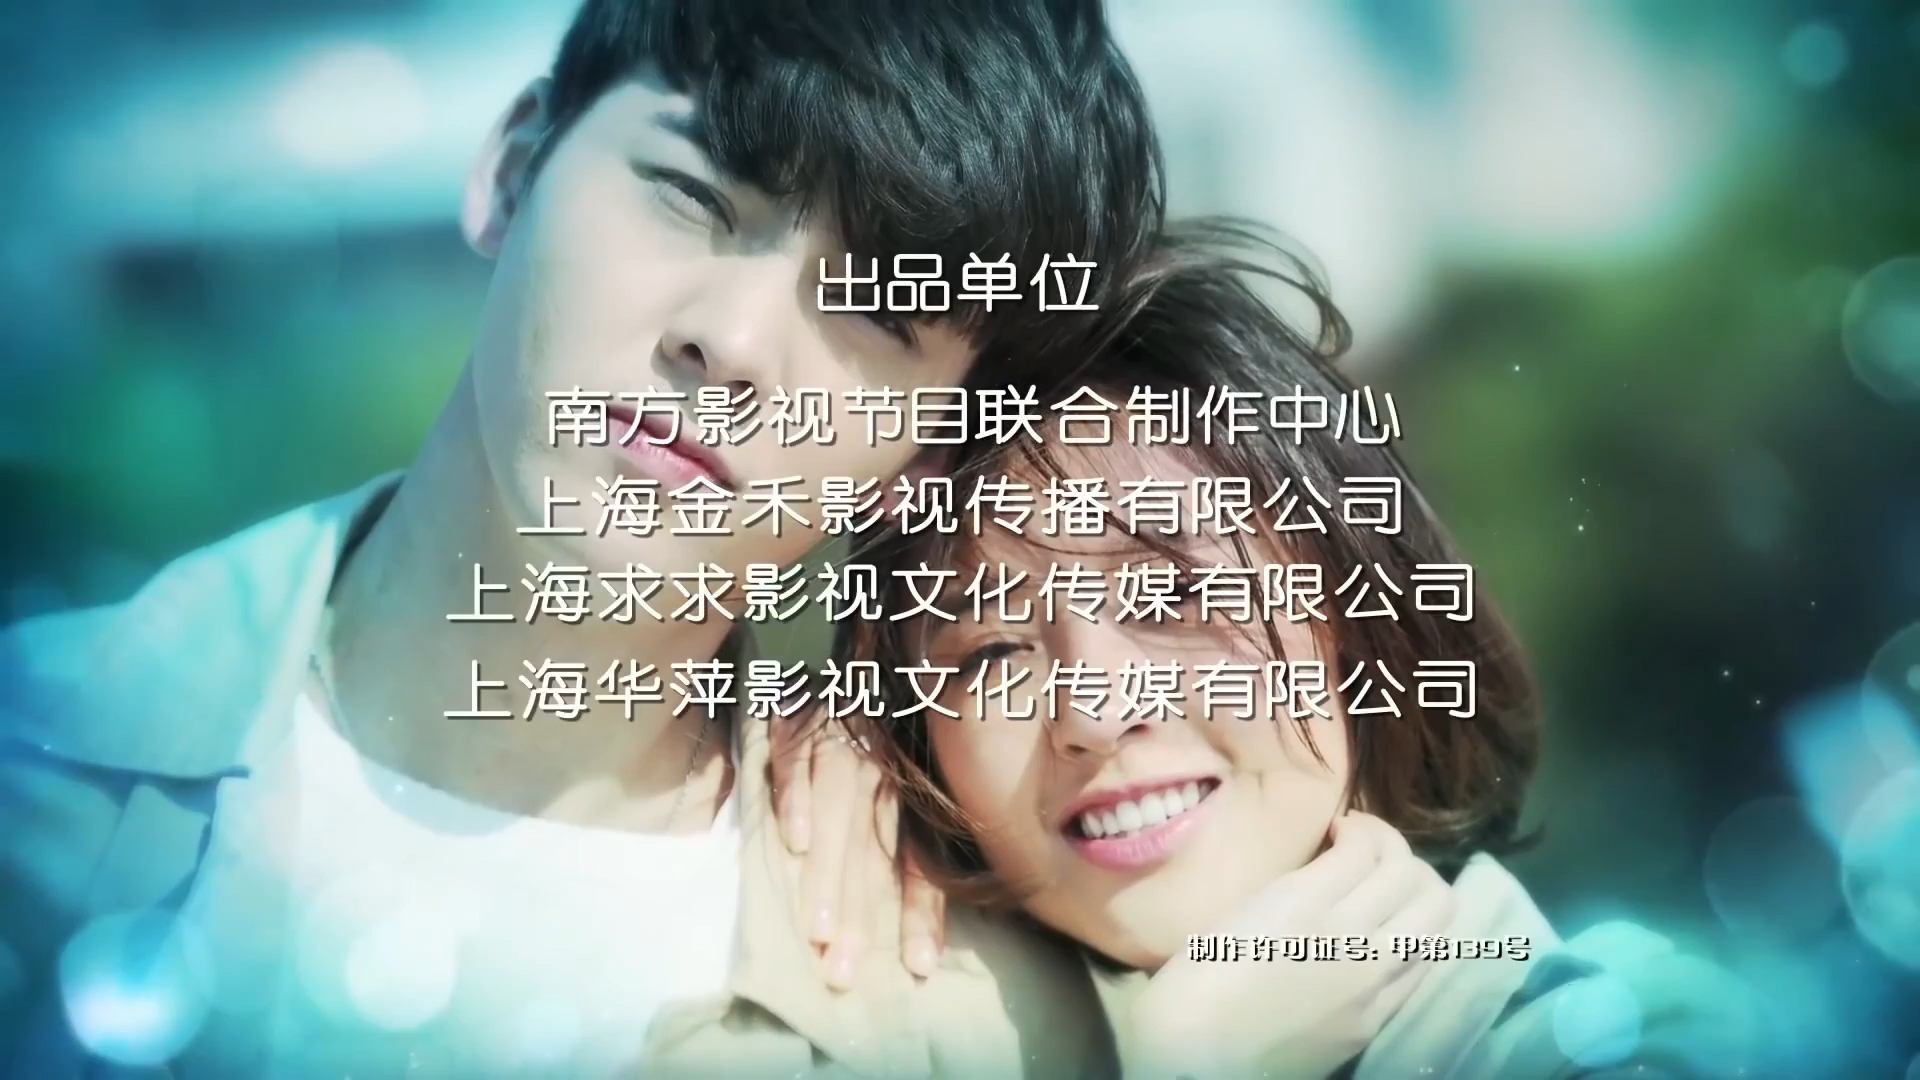 出品单位
南方影视节目联合制作中心
上海金禾影视传播有限公司
上海求求影视文化传媒有限公司
上海华萍影视文化传媒有限公司
制作许可证号：甲第139号